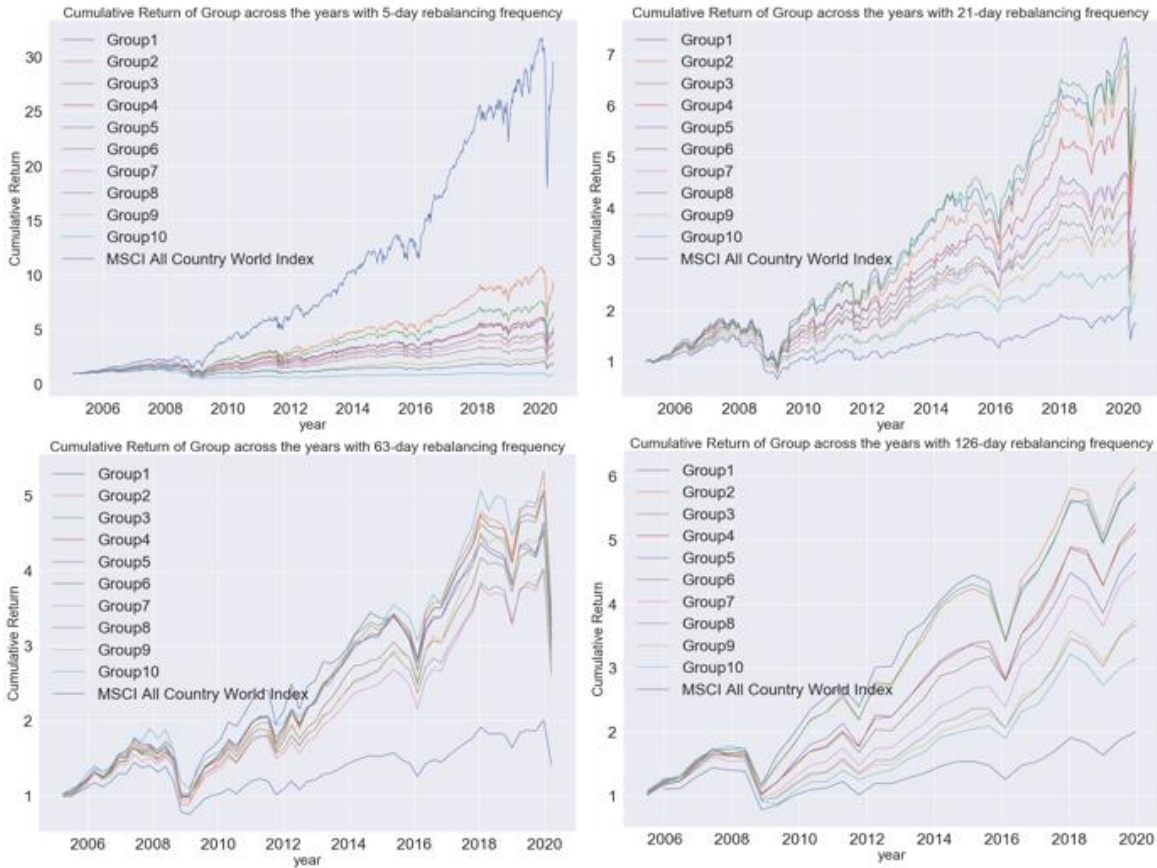 Cumulative Return of Group across the years with 5-day rebalancing frequency
Group1
Group2
Group3
Group4
Group5
Group6
Group7
Group8
Group9
Group10
MSCI All Country World Index
Cumulative Return
30
25
20
15
10
5
0
2006 2008 2010 2012 2014 2016 2018 2020
year
Cumulative Return of Group across the years with 21-day rebalancing frequency
Group1
Group2
Group3
Group4
Group5
Group6
Group7
Group8
Group9
Group10
MSCI All Country World Index
Cumulative Return
7
6
5
4
3
2
1
2006 2008 2010 2012 2014 2016 2018 2020
year
Cumulative Return of Group across the years with 63-day rebalancing frequency
Group1
Group2
Group3
Group4
Group5
Group6
Group7
Group8
Group9
Group10
MSCI All Country World Index
Cumulative Return
5
4
3
2
1
2006 2008 2010 2012 2014 2016 2018 2020
year
Cumulative Return of Group across the years with 126-day rebalancing frequency
Group1
Group2
Group3
Group4
Group5
Group6
Group7
Group8
Group9
Group10
MSCI All Country World Index
Cumulative Return
6
5
4
3
2
1
2006 2008 2010 2012 2014 2016 2018 2020
year